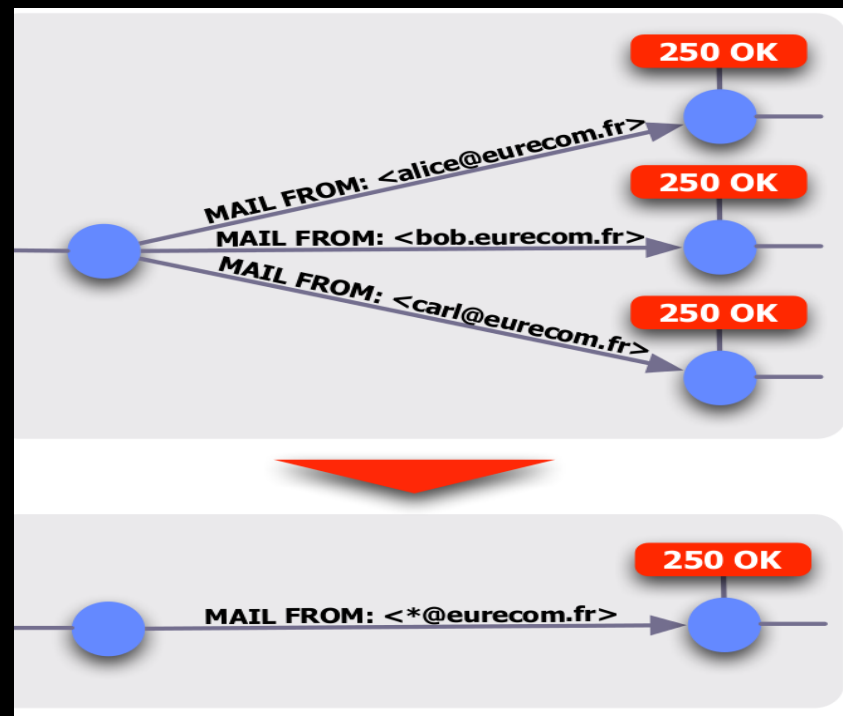 250 OK
MAIL FROM: <alice@eurecom.fr>
250 OK
MAIL FROM: <bob.eurecom.fr>
MAIL FROM: <carl@eurecom.fr>
250 OK
250 OK
MAIL FROM: <*@eurecom.fr>